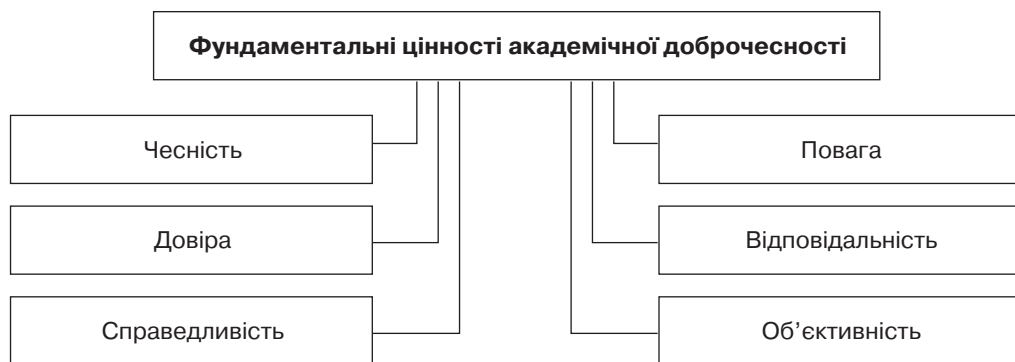 Фундаментальні цінності академічної доброчесності
Чесність
Довіра
Справедливість
Повага
Відповідальність
Об’єктивність